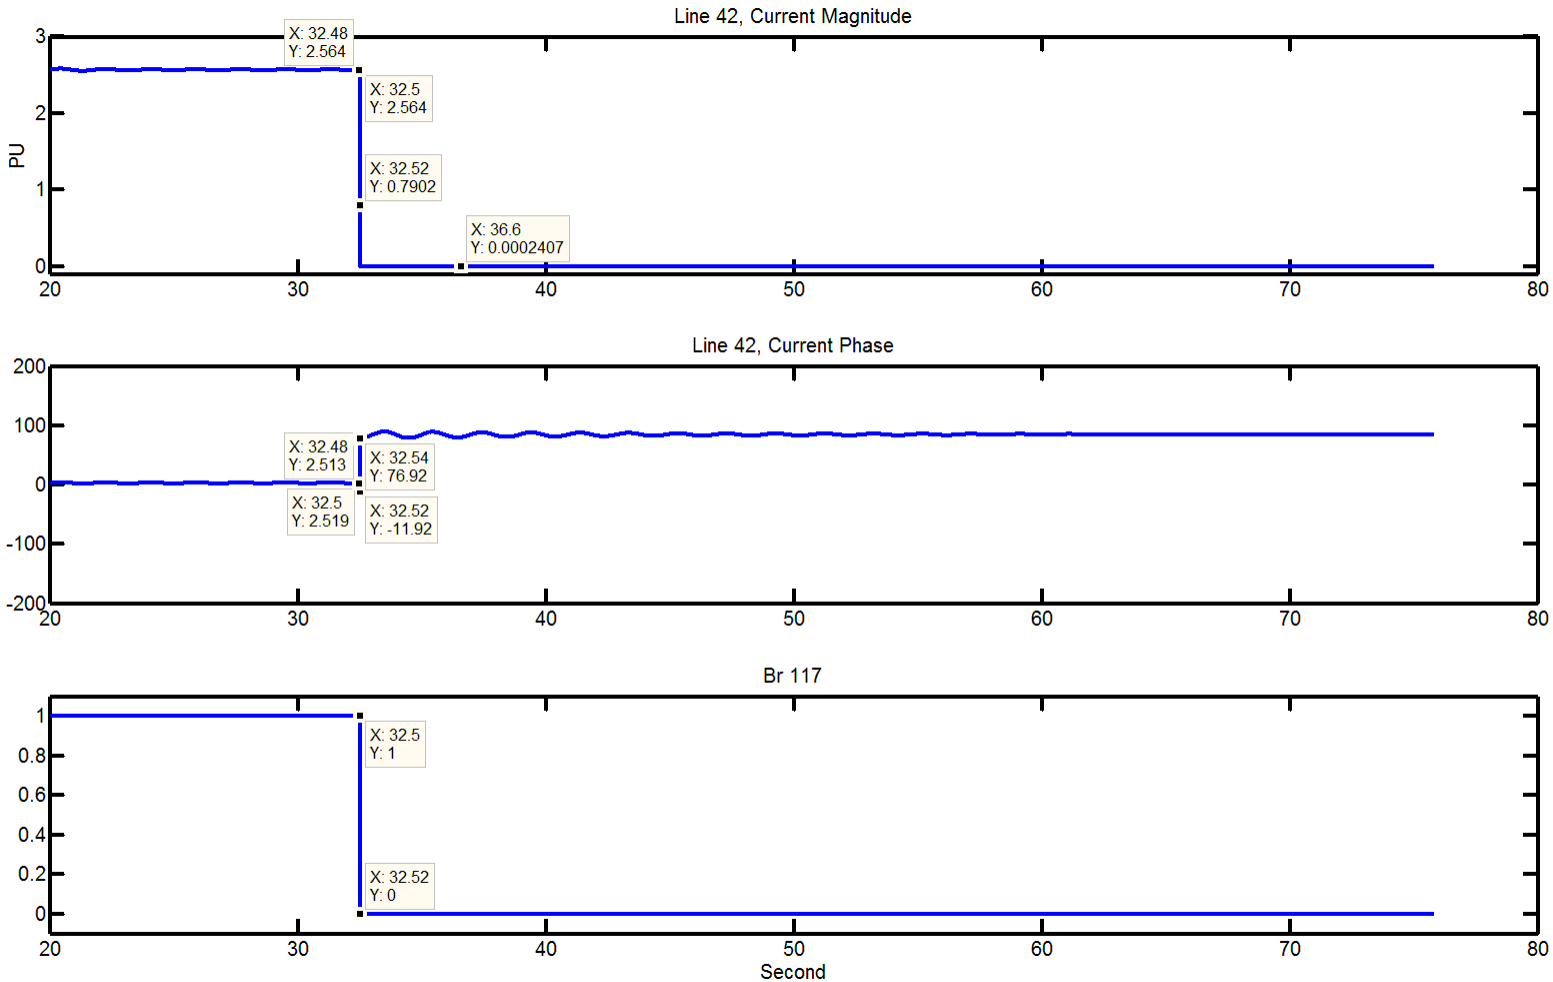 Line 42, Current Magnitude
3
2
1
0
PU
X: 32.48
Y: 2.564
X: 32.5
Y: 2.564
X: 32.52
Y: 0.7902
X: 36.6
Y: 0.0002407
20 30 40 50 60 70 80
Line 42, Current Phase
200
100
0
-100
-200
X: 32.48
Y: 2.513
X: 32.54
Y: 76.92
X: 32.5
Y: 2.519
X: 32.52
Y: -11.92
20 30 40 50 60 70 80
Br 117
1
0.8
0.6
0.4
0.2
0
X: 32.5
Y: 1
X: 32.52
Y: 0
20 30 40 50 60 70 80
Second